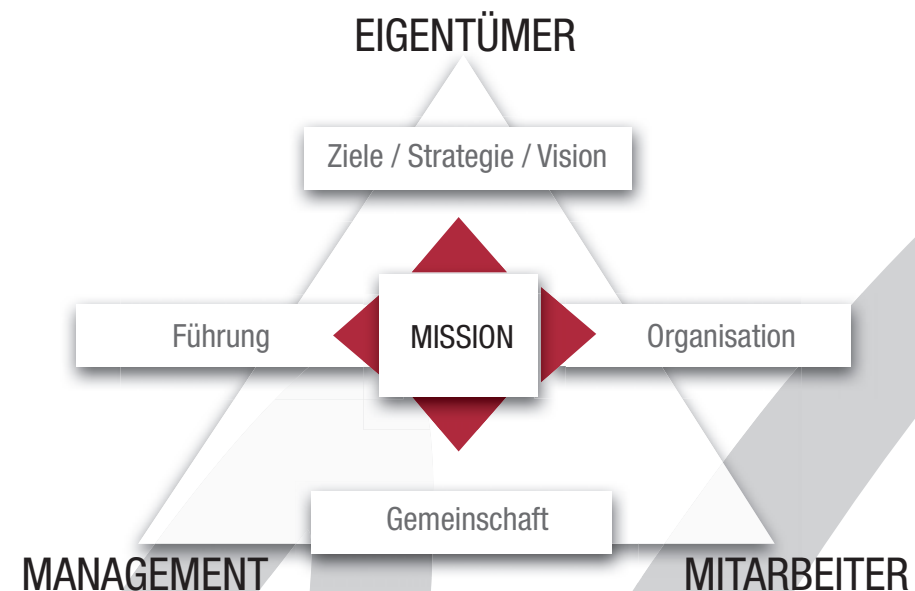 EIGENTÜMER
Ziele / Strategie / Vision
Führung
MISSION
Organisation
Gemeinschaft
MANAGEMENT
MITARBEITER